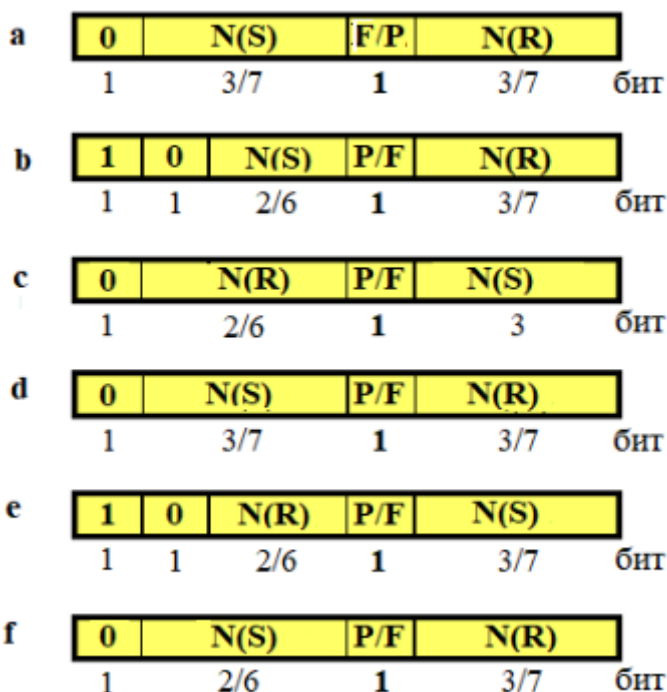 a 0 N(S) F/P. N(R)
1 3/7 1 3/7 бит
b 1 0 N(S) P/F N(R)
1 1 2/6 1 3/7 бит
c 0 N(R) P/F N(S)
1 2/6 1 3 бит
d 0 N(S) P/F N(R)
1 3/7 1 3/7 бит
e 1 0 N(R) P/F N(S)
1 1 2/6 1 3/7 бит
f 0 N(S) P/F N(R)
1 2/6 1 3/7 бит